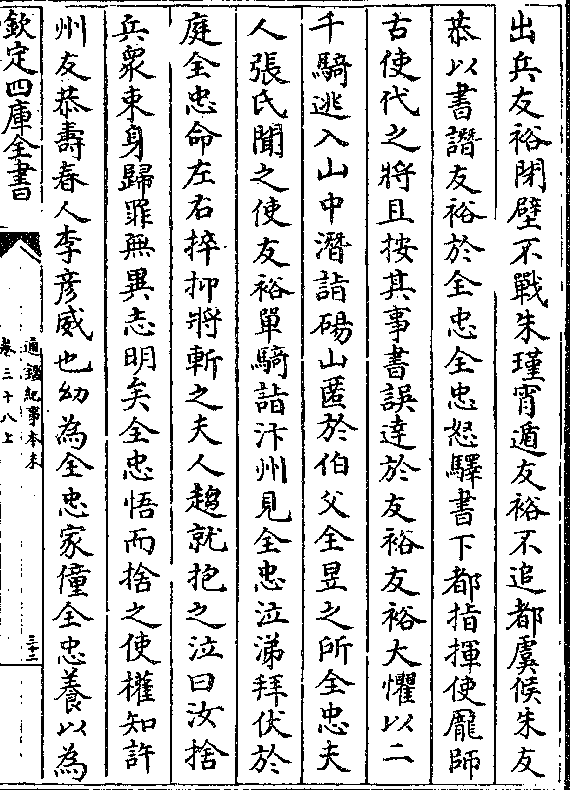 出兵友裕閉壁不戰朱瑾宵遁友裕不追都虞候朱友
恭以書譖友裕於全忠全忠怒驛書下都指揮使龐師
古使代之將且按其事書誤達於友裕友裕大懼以二
千騎逃入山中潛詣碭山匿於伯父全昱之所全忠夫
人張氏聞之使友裕單騎詣汴州見全忠泣涕拜伏於
庭全忠命左右捽抑將斬之夫人趨就抱之泣曰汝捨
兵衆束身歸罪無異志明矣全忠悟而捨之使權知許
州友恭壽春人李彦威也幼為全忠家僮全忠養以為
欽定四庫全書
通鑑紀事本末
卷三十八上
三十二